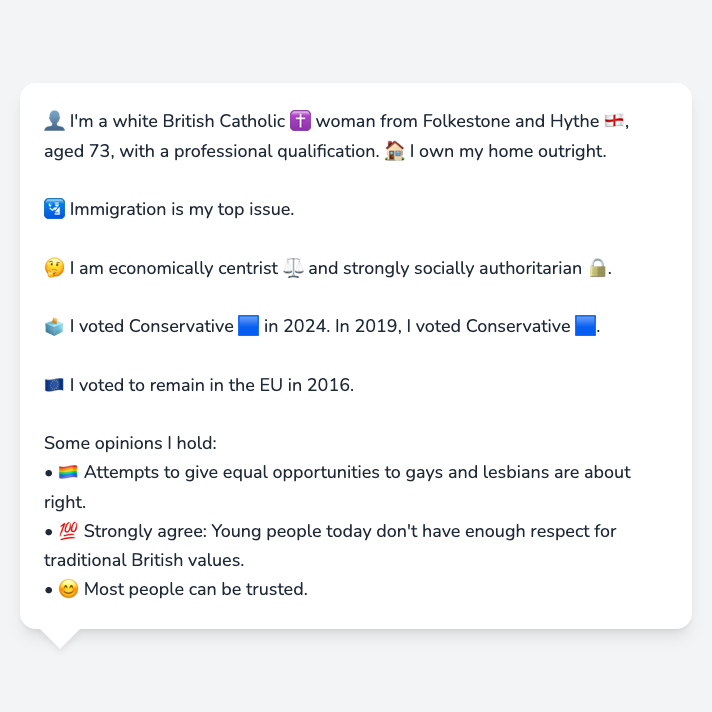 👤 I'm a white British Catholic ✝️ woman from Folkestone and Hythe 🏴󠁧󠁢󠁥󠁮󠁧󠁿,
aged 73, with a professional qualification. 🏠 I own my home outright.
🛂 Immigration is my top issue.
🤔 I am economically centrist ⚖️ and strongly socially authoritarian 🔒.
🗳️ I voted Conservative 🟦 in 2024. In 2019, I voted Conservative 🟦.
🇪🇺 I voted to remain in the EU in 2016.
Some opinions I hold:
• 🏳️‍🌈 Attempts to give equal opportunities to gays and lesbians are about
right.
• 💯 Strongly agree: Young people today don't have enough respect for
traditional British values.
• 😊 Most people can be trusted.